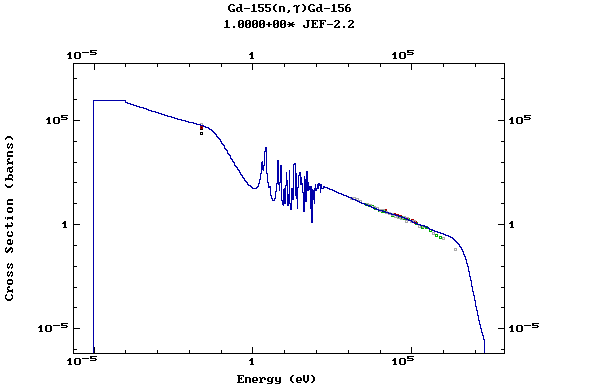 Gd-155(n,γ)Gd-156
1.0000+00* JEF-2.2
10⁻⁵ 1 10⁵
10⁵ 10⁵
Cross Section (barns)
1 1
10⁻⁵ 10⁻⁵
10⁻⁵ 1 10⁵
Energy (eV)